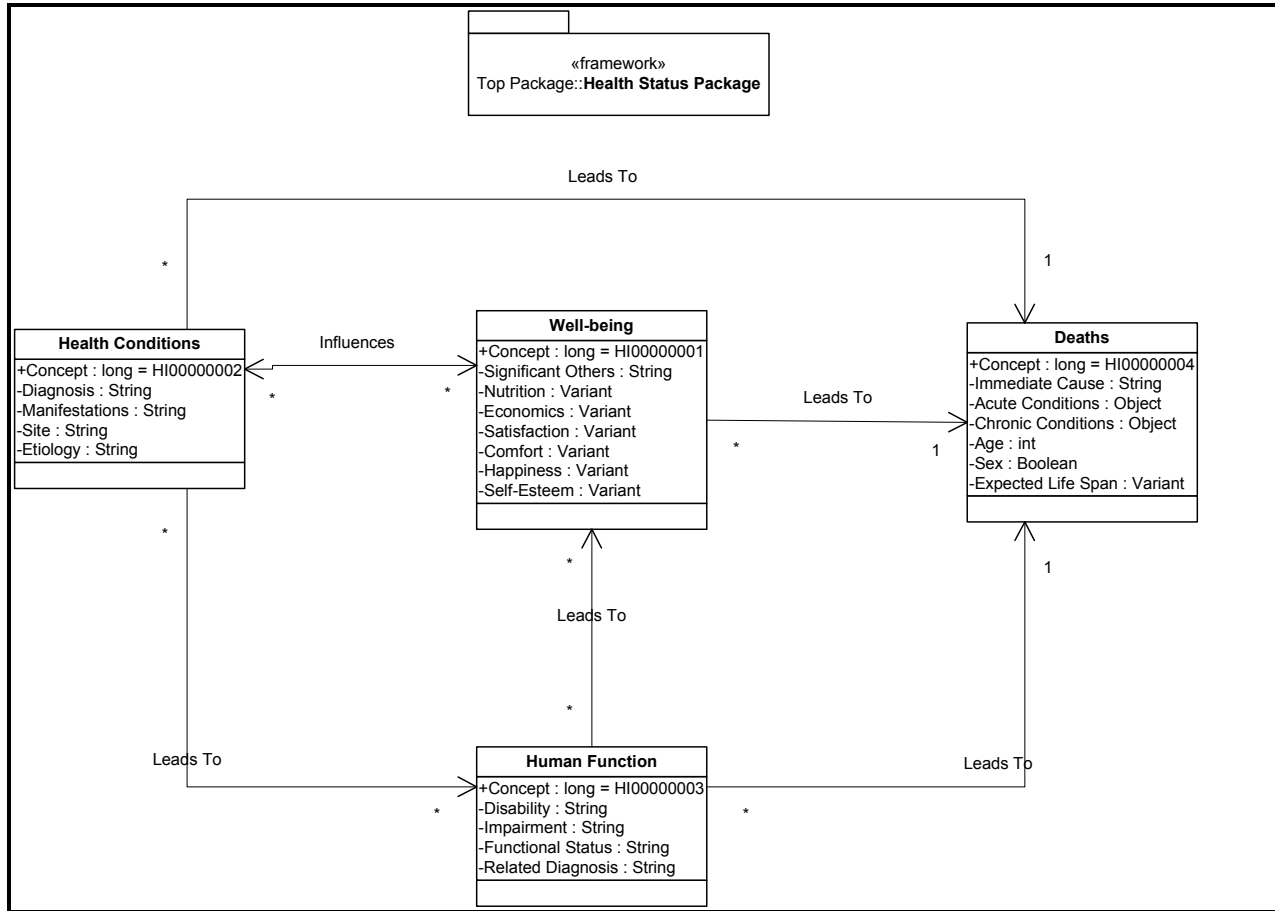 «framework»
Top Package::Health Status Package
Leads To
*
1
Health Conditions
+Concept : long = HI00000002
-Diagnosis : String
-Manifestations : String
-Site : String
-Etiology : String
Influences
*
*
Well-being
+Concept : long = HI00000001
-Significant Others : String
-Nutrition : Variant
-Economics : Variant
-Satisfaction : Variant
-Comfort : Variant
-Happiness : Variant
-Self-Esteem : Variant
Leads To
*
1
Deaths
+Concept : long = HI00000004
-Immediate Cause : String
-Acute Conditions : Object
-Chronic Conditions : Object
-Age : int
-Sex : Boolean
-Expected Life Span : Variant
*
*
1
Leads To
*
Leads To
*
Human Function
+Concept : long = HI00000003
-Disability : String
-Impairment : String
-Functional Status : String
-Related Diagnosis : String
Leads To
*